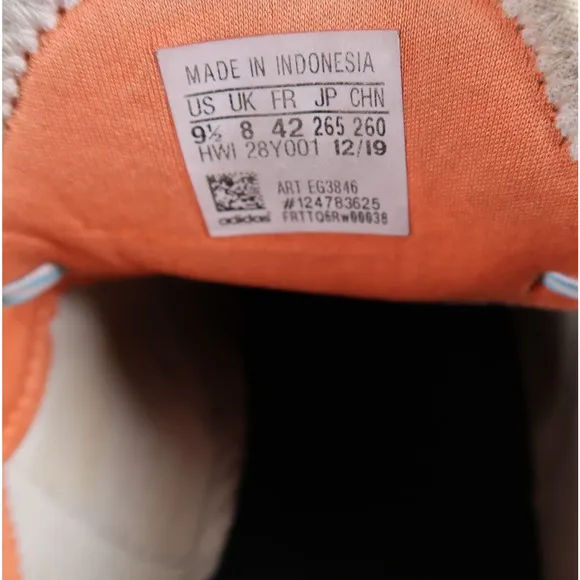 MADE IN INDONESIA
US UK FR JP CHN
9½ 8 42 265 260
HWI 28Y001 12/19
ART EG3846
#124783625
adidas FRTTQ6RW00038